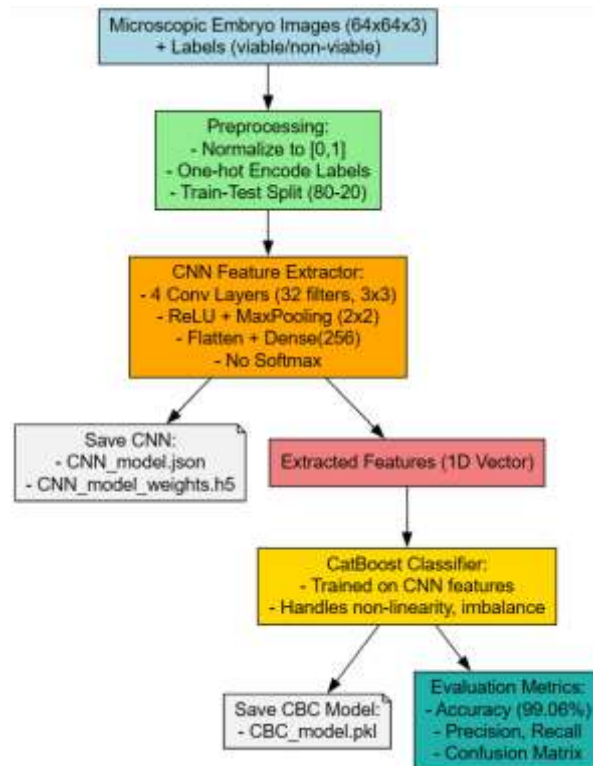 Microscopic Embryo Images (64x64x3)
+ Labels (viable/non-viable)
Preprocessing:
- Normalize to [0,1]
- One-hot Encode Labels
- Train-Test Split (80-20)
CNN Feature Extractor:
- 4 Conv Layers (32 filters, 3x3)
- ReLU + MaxPooling (2x2)
- Flatten + Dense(256)
- No Softmax
Save CNN:
- CNN_model.json
- CNN_model_weights.h5
Extracted Features (1D Vector)
CatBoost Classifier:
- Trained on CNN features
- Handles non-linearity, imbalance
Save CBC Model:
- CBC_model.pkl
Evaluation Metrics:
- Accuracy (99.06%)
- Precision, Recall
- Confusion Matrix